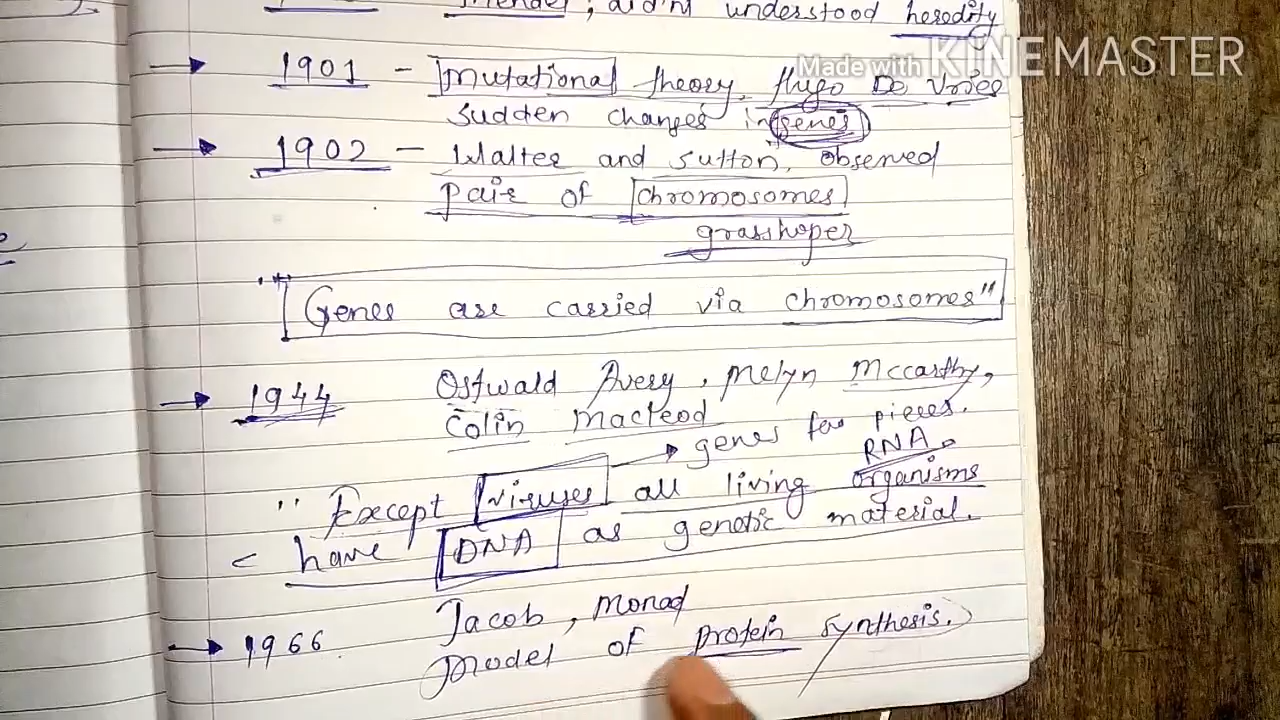 Mendel, didn't understood heredity
Made with KINEMASTER
1901 - Mutational theory, Hugo De Vries
Sudden changes in genes
1902 - Walter and Sutton, observed
Pair of chromosomes
grasshoper
"Genes are carried via chromosomes"
1944 Ostwald Avery, Melyn Mccarthy,
Colin Macleod
→ genes few pieces.
RNA.
"Except viruses all living organisms
< have DNA as genetic material.
1966 Jacob, Monad
Model of protein synthesis.